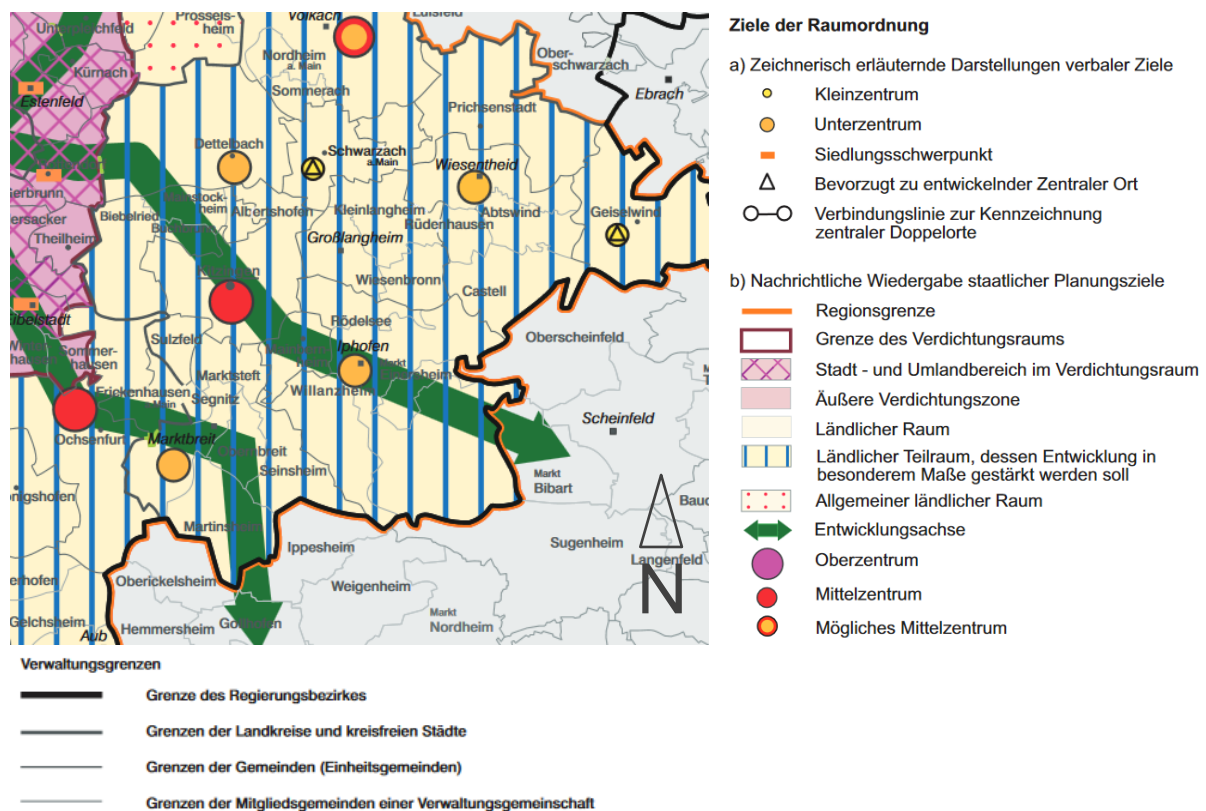 Prosselsheim
Volkach
Kürnach
Nordheim
a. Main
Ober-
schwarzach
Estenfeld
Sommerach
Ebrach
Prichsenstadt
Dettelbach
Schwarzach
a.Main
Wiesentheid
Biebelried
Albertshofen
Kleinlangheim
Abtswind
Geiselwind
Rüdenhausen
Theilheim
Großlangheim
Wiesenbronn
Castell
Rödelsee
Sulzfeld
Oberscheinfeld
Iphofen
Sommer-
hausen
Marktsteft
Willanzheim
Segnitz
Frickenhausen
Ochsenfurt
Marktbreit
Scheinfeld
Seinsheim
Markt
Bibart
Martinsheim
Ippesheim
Sugenheim
Langenfeld
Oberickelsheim
Weigenheim
N
Gelchsheim
Aub
Hemmersheim
Markt
Nordheim
Ziele der Raumordnung
a) Zeichnerisch erläuternde Darstellungen verbaler Ziele
Kleinzentrum
Unterzentrum
Siedlungsschwerpunkt
Bevorzugt zu entwickelnder Zentraler Ort
Verbindungslinie zur Kennzeichnung
zentraler Doppelorte
b) Nachrichtliche Wiedergabe staatlicher Planungsziele
Regionsgrenze
Grenze des Verdichtungsraums
Stadt - und Umlandbereich im Verdichtungsraum
Äußere Verdichtungszone
Ländlicher Raum
Ländlicher Teilraum, dessen Entwicklung in
besonderem Maße gestärkt werden soll
Allgemeiner ländlicher Raum
Entwicklungsachse
Oberzentrum
Mittelzentrum
Mögliches Mittelzentrum
Verwaltungsgrenzen
Grenze des Regierungsbezirkes
Grenzen der Landkreise und kreisfreien Städte
Grenzen der Gemeinden (Einheitsgemeinden)
Grenzen der Mitgliedsgemeinden einer Verwaltungsgemeinschaft